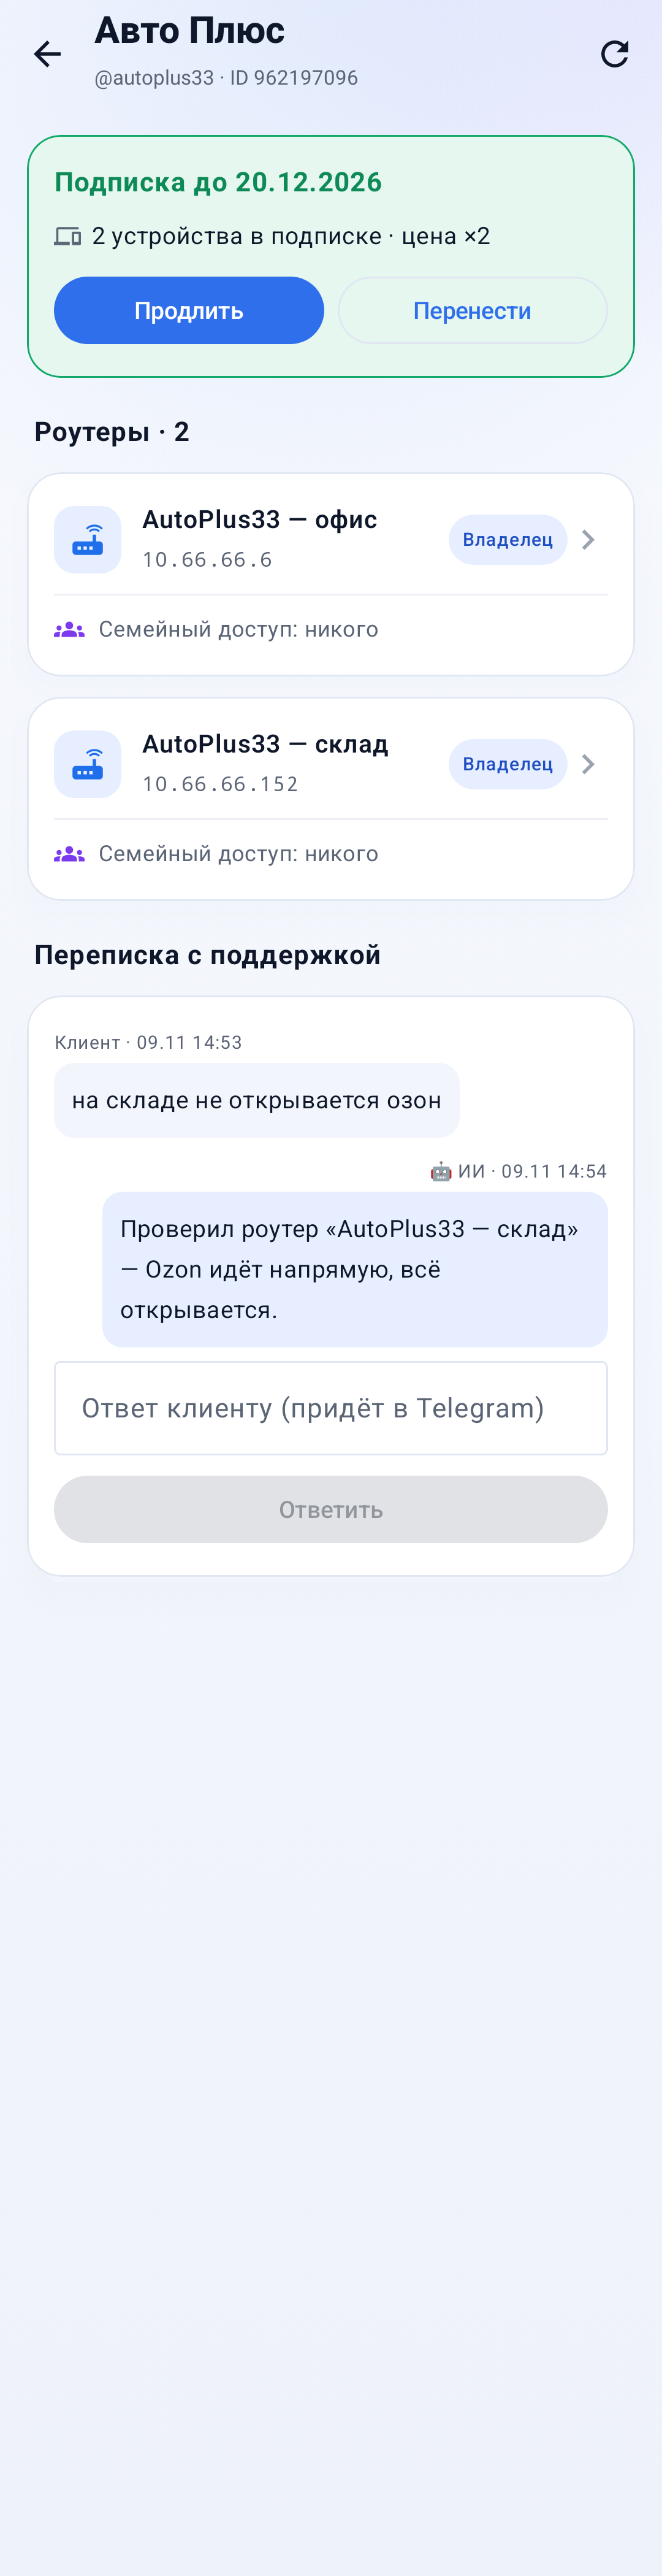 Авто Плюс
@autoplus33 · ID 962197096
Подписка до 20.12.2026
2 устройства в подписке · цена ×2
Продлить
Перенести
Роутеры · 2
AutoPlus33 — офис
10.66.66.6
Владелец
Семейный доступ: никого
AutoPlus33 — склад
10.66.66.152
Владелец
Семейный доступ: никого
Переписка с поддержкой
Клиент · 09.11 14:53
на складе не открывается озон
🤖 ИИ · 09.11 14:54
Проверил роутер «AutoPlus33 — склад»
— Ozon идёт напрямую, всё
открывается.
Ответ клиенту (придёт в Telegram)
Ответить